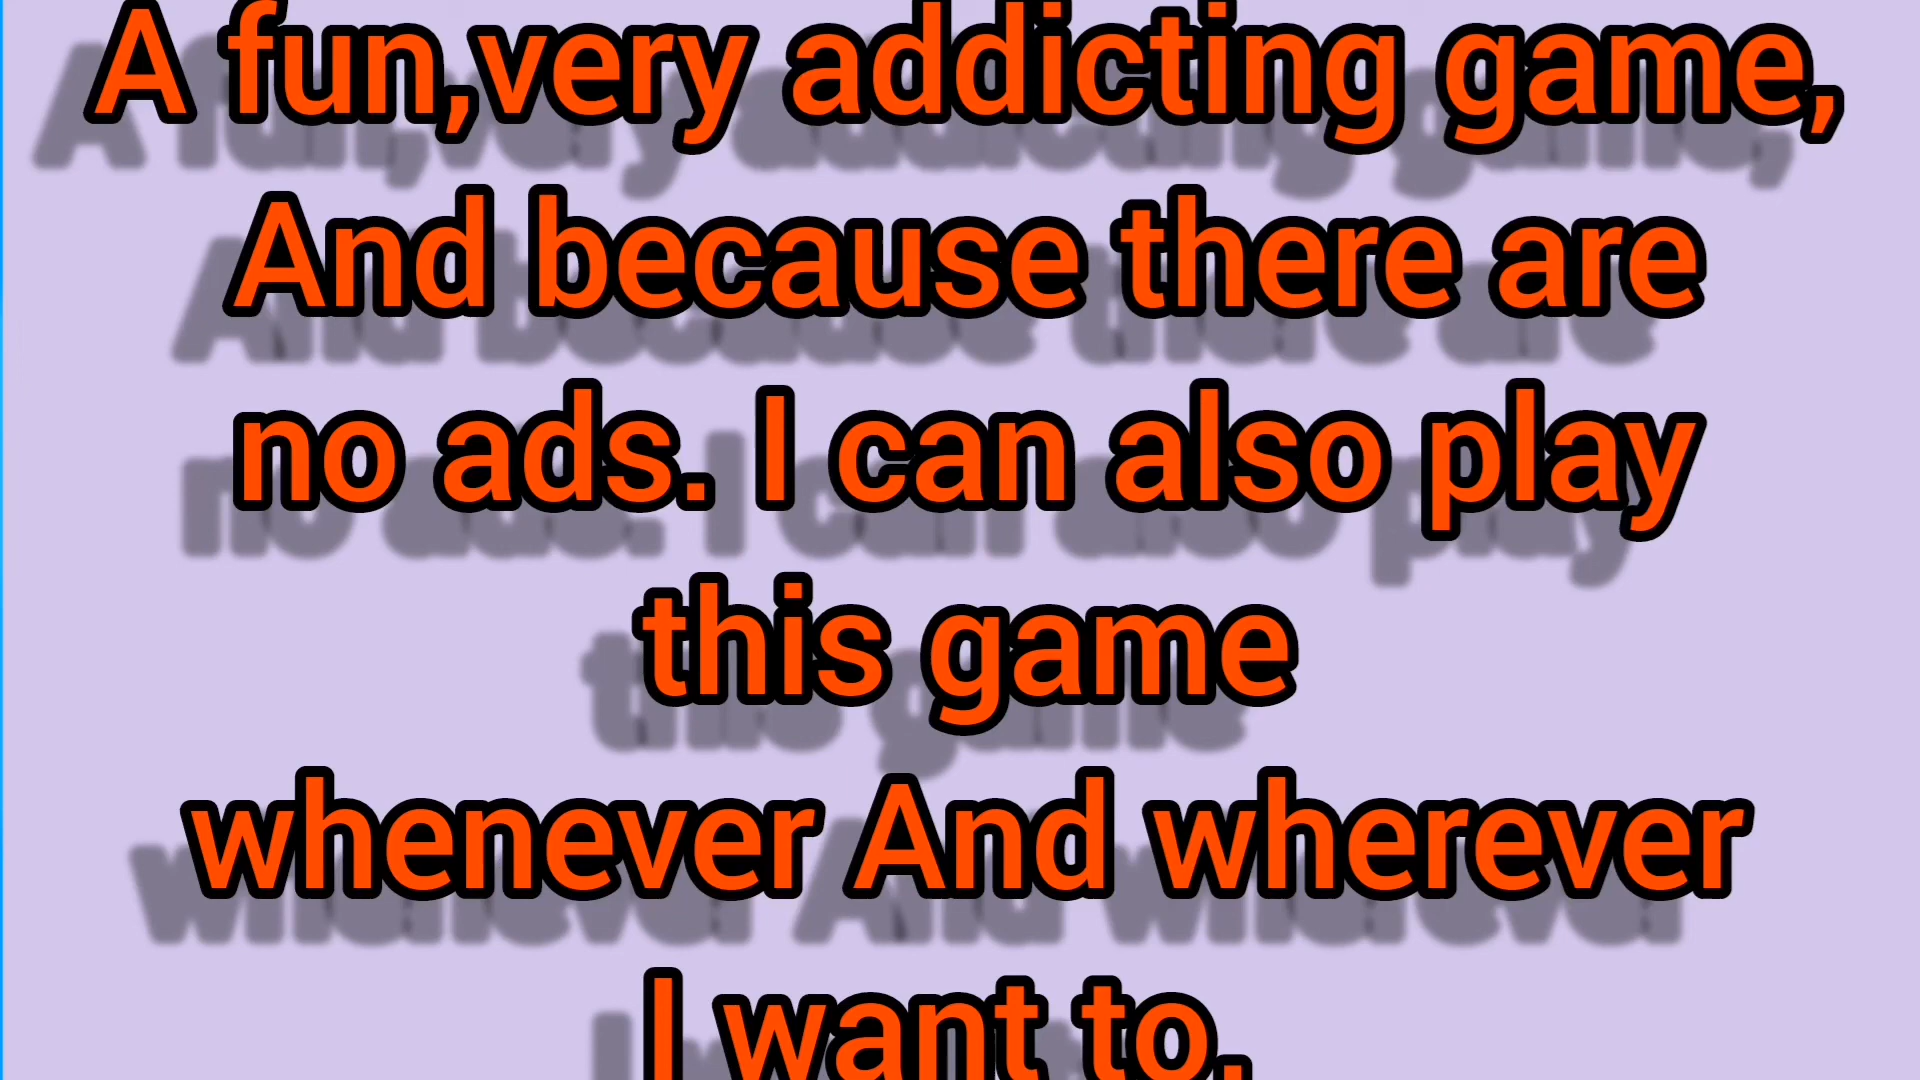 A fun,very addicting game,
And because there are
no ads. I can also play
this game
whenever And wherever
I want to.